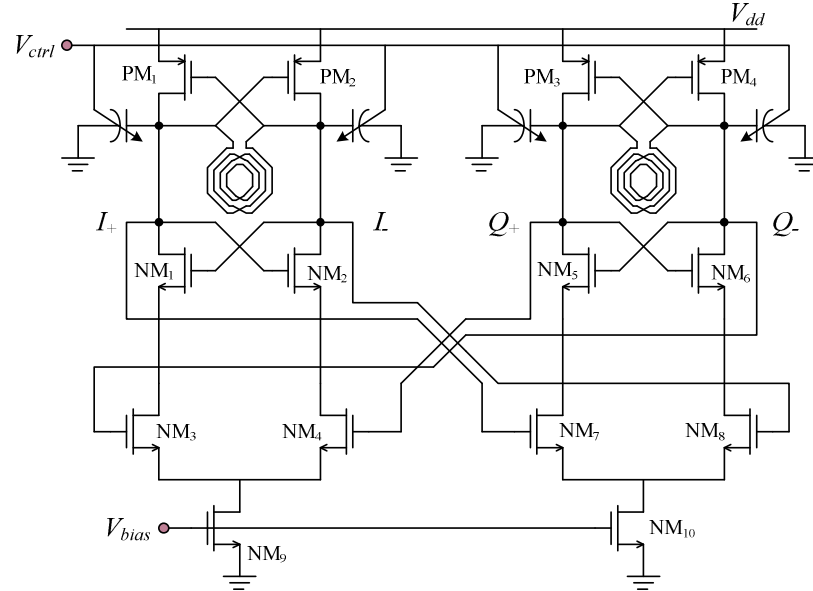 V_dd
V_ctrl
PM₁ PM₂ PM₃ PM₄
I₊ I₋ Q₊ Q₋
NM₁ NM₂ NM₅ NM₆
NM₃ NM₄ NM₇ NM₈
V_bias
NM₉ NM₁₀